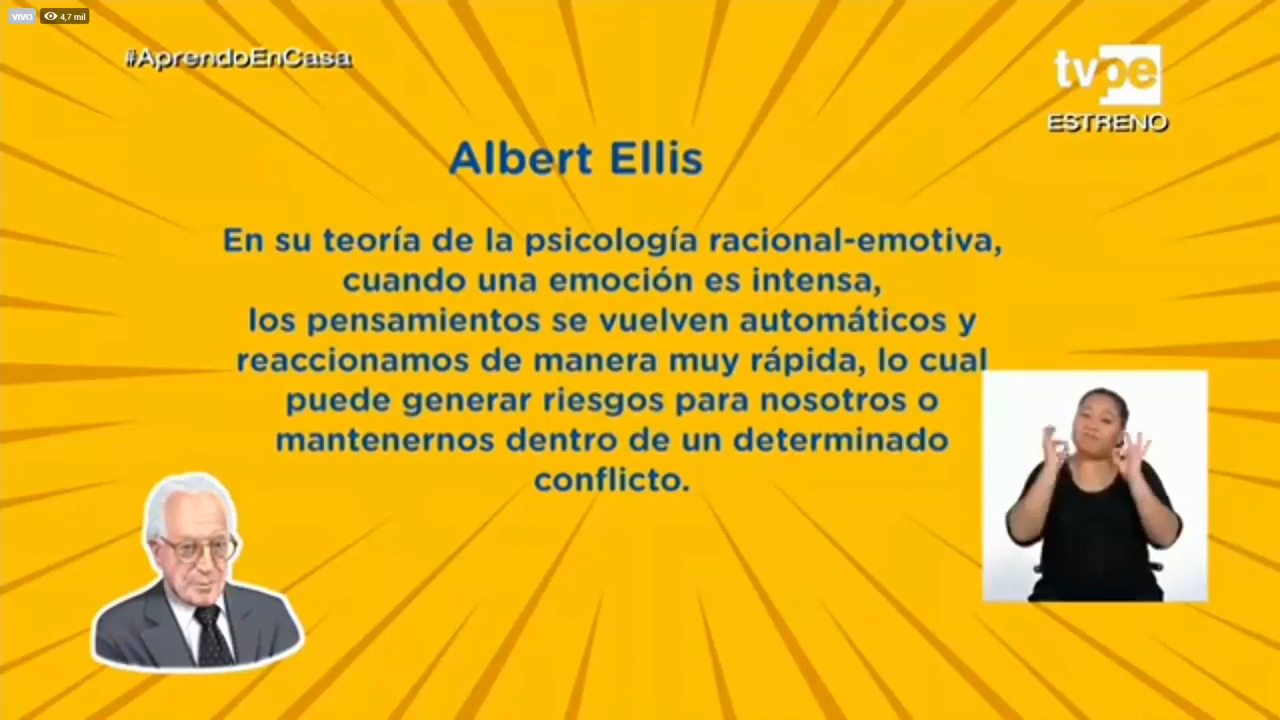 VIVO 4,7 mil
#AprendoEnCasa
tvpe
ESTRENO
Albert Ellis
En su teoría de la psicología racional-emotiva,
cuando una emoción es intensa,
los pensamientos se vuelven automáticos y
reaccionamos de manera muy rápida, lo cual
puede generar riesgos para nosotros o
mantenernos dentro de un determinado
conflicto.